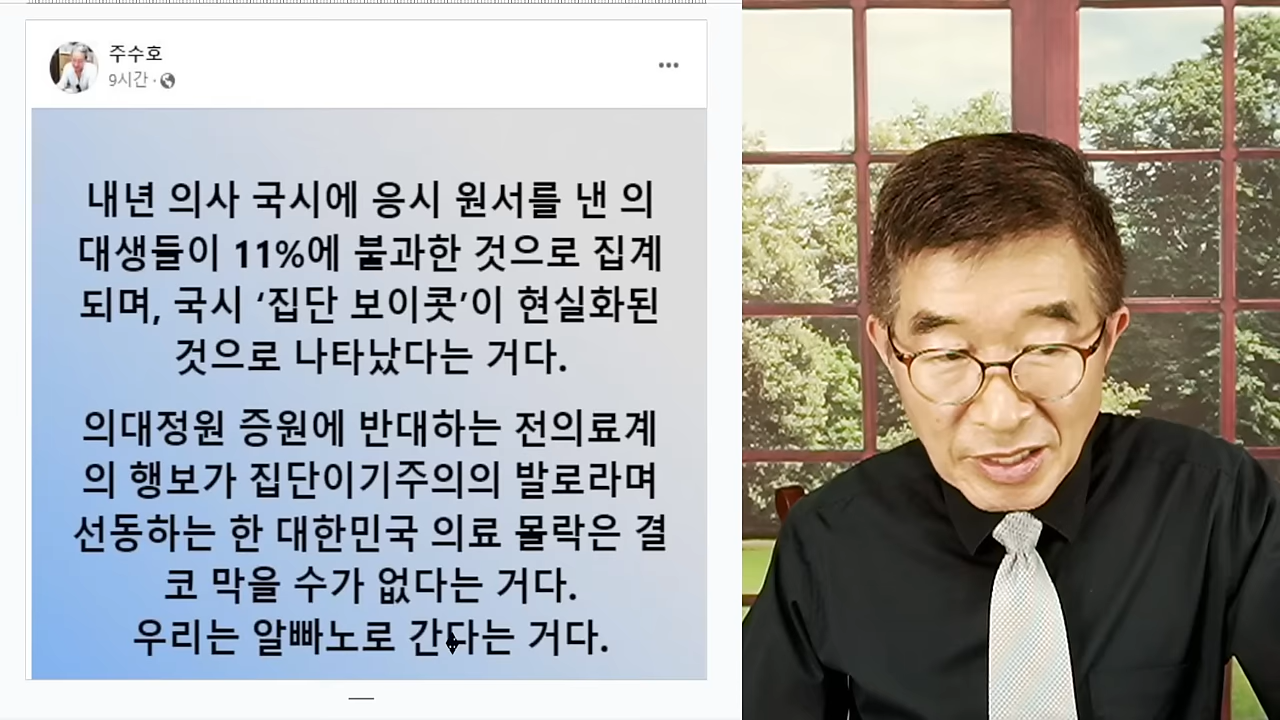 주수호
9시간 ·
내년 의사 국시에 응시 원서를 낸 의
대생들이 11%에 불과한 것으로 집계
되며, 국시 ‘집단 보이콧’이 현실화된
것으로 나타났다는 거다.
의대정원 증원에 반대하는 전의료계
의 행보가 집단이기주의의 발로라며
선동하는 한 대한민국 의료 몰락은 결
코 막을 수가 없다는 거다.
우리는 알빠노로 간다는 거다.